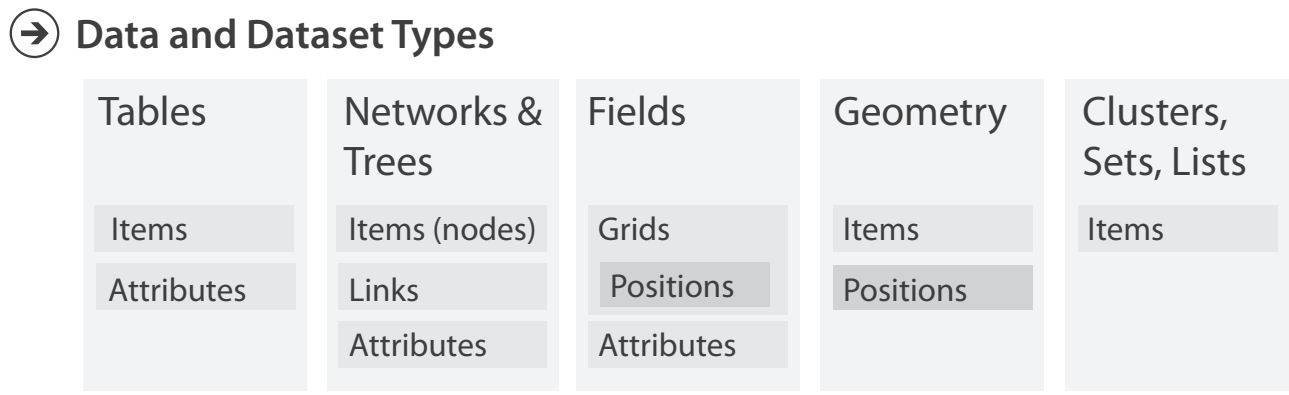 Data and Dataset Types
Tables
Items
Attributes
Networks &
Trees
Items (nodes)
Links
Attributes
Fields
Grids
Positions
Attributes
Geometry
Items
Positions
Clusters,
Sets, Lists
Items